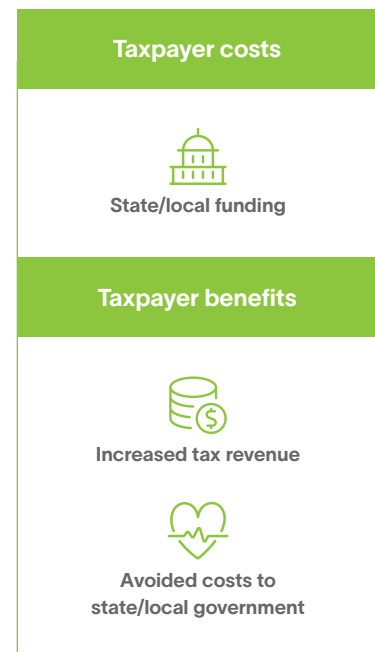 Taxpayer costs
State/local funding
Taxpayer benefits
$
Increased tax revenue
Avoided costs to
state/local government